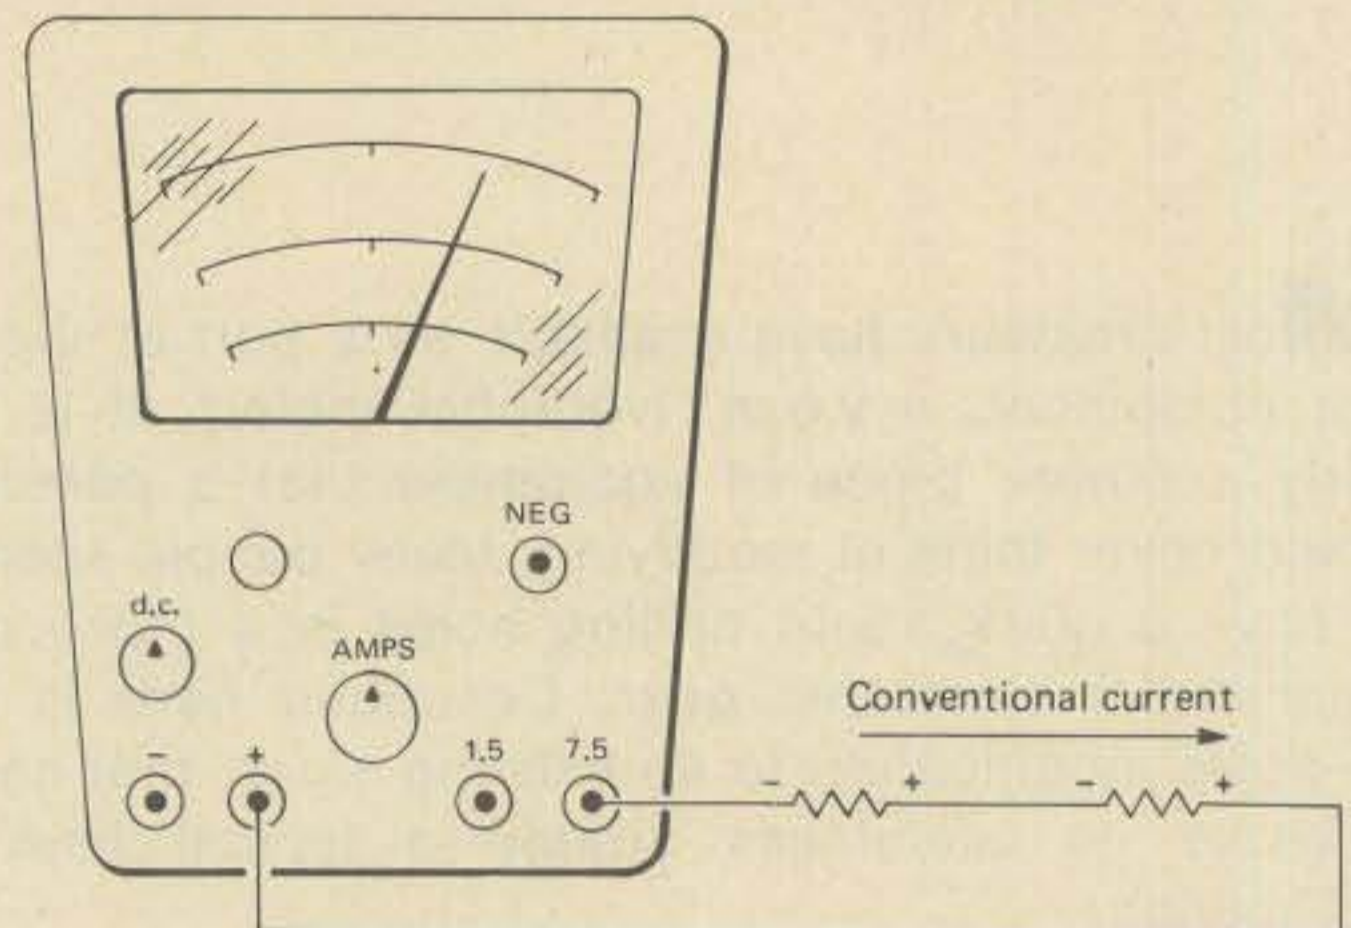 NEG
d.c.
AMPS
Conventional current
- + 1.5 7.5
- + - +